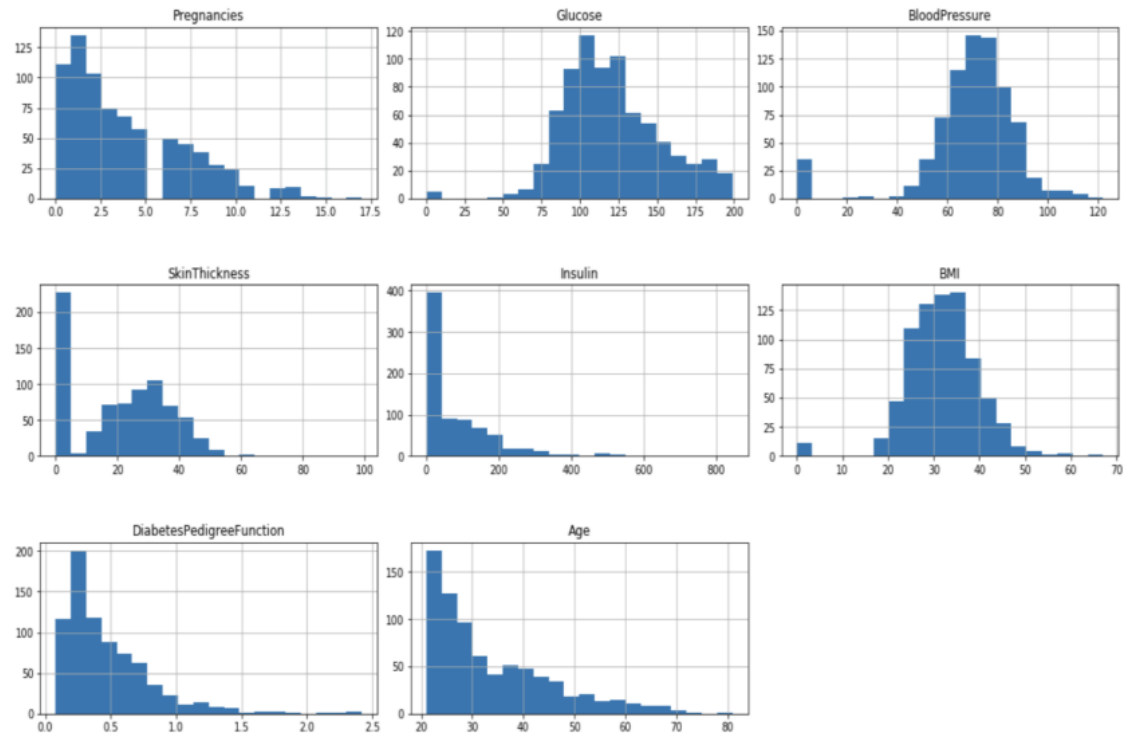 Pregnancies
125
100
75
50
25
0
0.0 2.5 5.0 7.5 10.0 12.5 15.0 17.5
Glucose
120
100
80
60
40
20
0
0 25 50 75 100 125 150 175 200
BloodPressure
150
125
100
75
50
25
0
0 20 40 60 80 100 120
SkinThickness
200
150
100
50
0
0 20 40 60 80 100
Insulin
400
300
200
100
0
0 200 400 600 800
BMI
125
100
75
50
25
0
0 10 20 30 40 50 60 70
DiabetesPedigreeFunction
200
150
100
50
0
0.0 0.5 1.0 1.5 2.0 2.5
Age
150
100
50
0
20 30 40 50 60 70 80